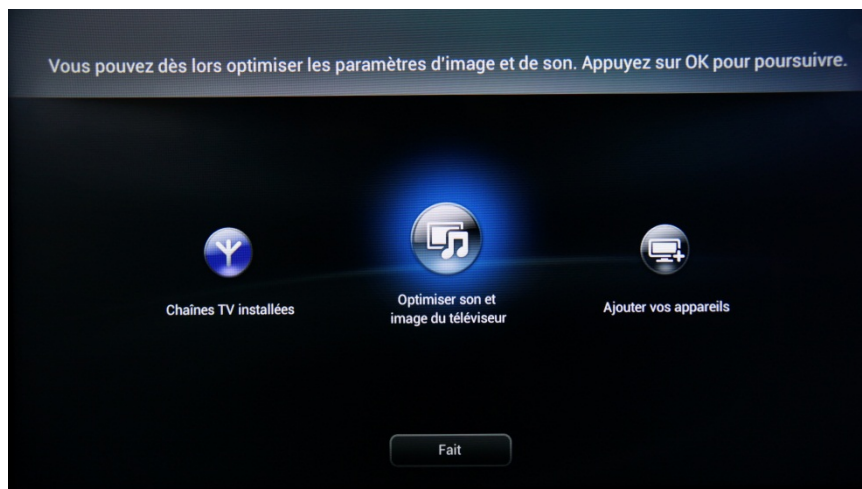 Vous pouvez dès lors optimiser les paramètres d'image et de son. Appuyez sur OK pour poursuivre.
Chaînes TV installées
Optimiser son et
image du téléviseur
Ajouter vos appareils
Fait